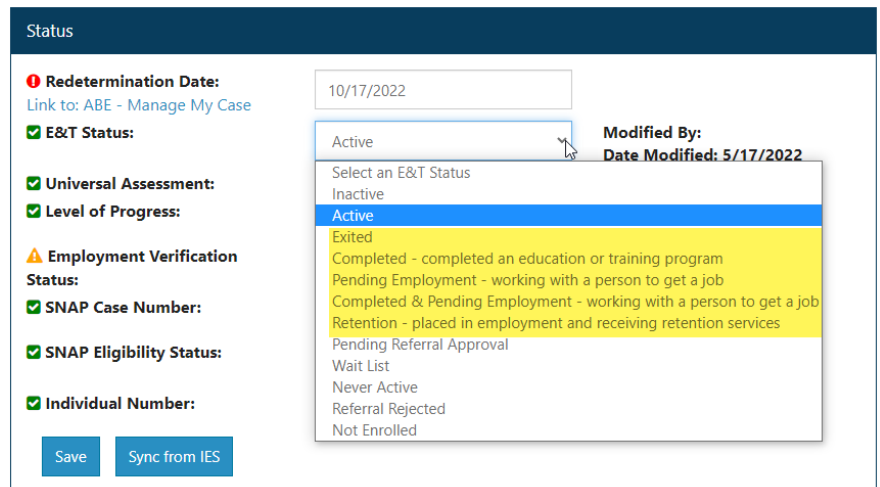 Status
Redetermination Date:
10/17/2022
Link to: ABE - Manage My Case
E&T Status:
Active
Modified By:
Date Modified: 5/17/2022
Select an E&T Status
Inactive
Active
Exited
Completed - completed an education or training program
Pending Employment - working with a person to get a job
Completed & Pending Employment - working with a person to get a job
Retention - placed in employment and receiving retention services
Pending Referral Approval
Wait List
Never Active
Referral Rejected
Not Enrolled
Universal Assessment:
Level of Progress:
Employment Verification
Status:
SNAP Case Number:
SNAP Eligibility Status:
Individual Number:
Save
Sync from IES